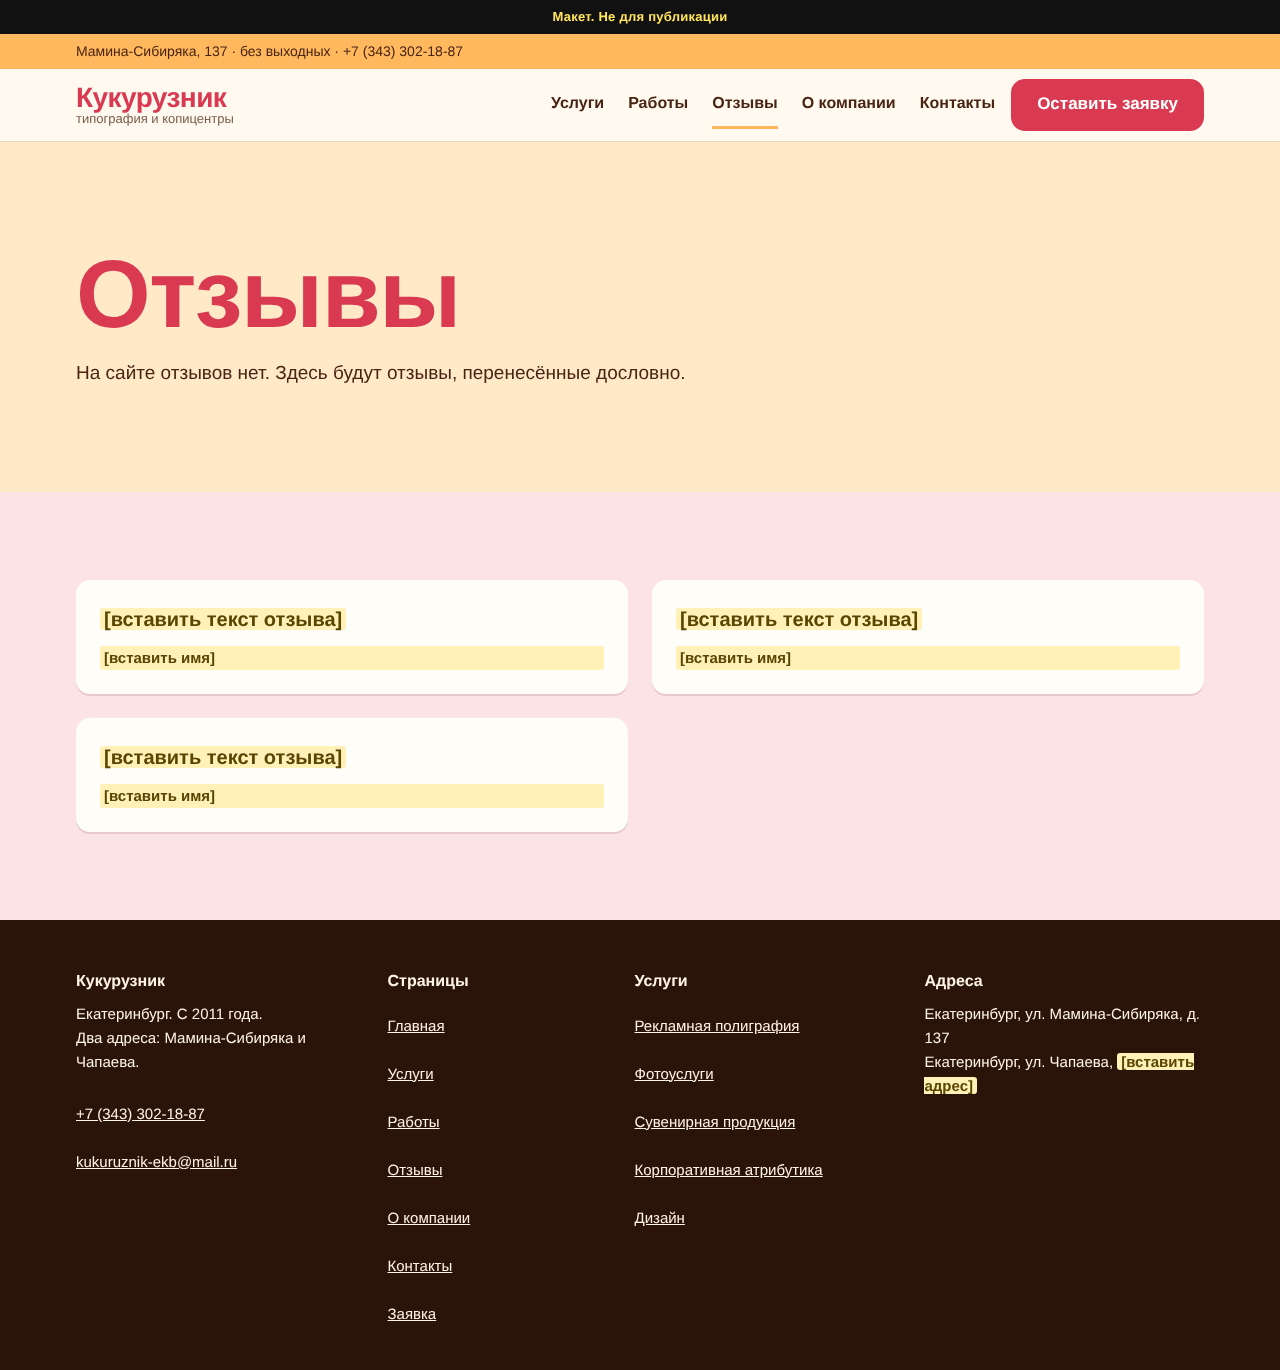 Макет. Не для публикации
Мамина-Сибиряка, 137 · без выходных · +7 (343) 302-18-87
Кукурузник
типография и копицентры
Услуги
Работы
Отзывы
О компании
Контакты
Оставить заявку
Отзывы
На сайте отзывов нет. Здесь будут отзывы, перенесённые дословно.
[вставить текст отзыва]
[вставить имя]
[вставить текст отзыва]
[вставить имя]
[вставить текст отзыва]
[вставить имя]
Кукурузник
Екатеринбург. С 2011 года.
Два адреса: Мамина-Сибиряка и
Чапаева.
+7 (343) 302-18-87
kukuruznik-ekb@mail.ru
Страницы
Главная
Услуги
Работы
Отзывы
О компании
Контакты
Заявка
Услуги
Рекламная полиграфия
Фотоуслуги
Сувенирная продукция
Корпоративная атрибутика
Дизайн
Адреса
Екатеринбург, ул. Мамина-Сибиряка, д.
137
Екатеринбург, ул. Чапаева, [вставить
адрес]